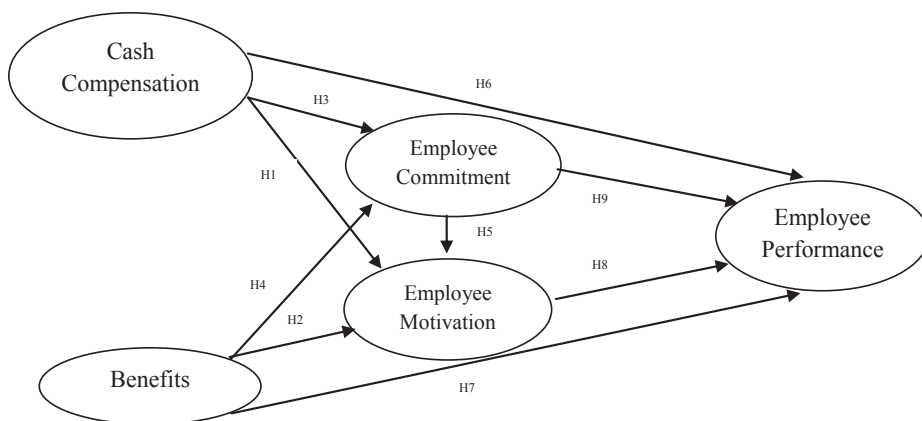 Cash
Compensation
H6
H3
Employee
Commitment
H1
H9
Employee
Performance
H5
H8
H4
Employee
Motivation
H2
Benefits
H7